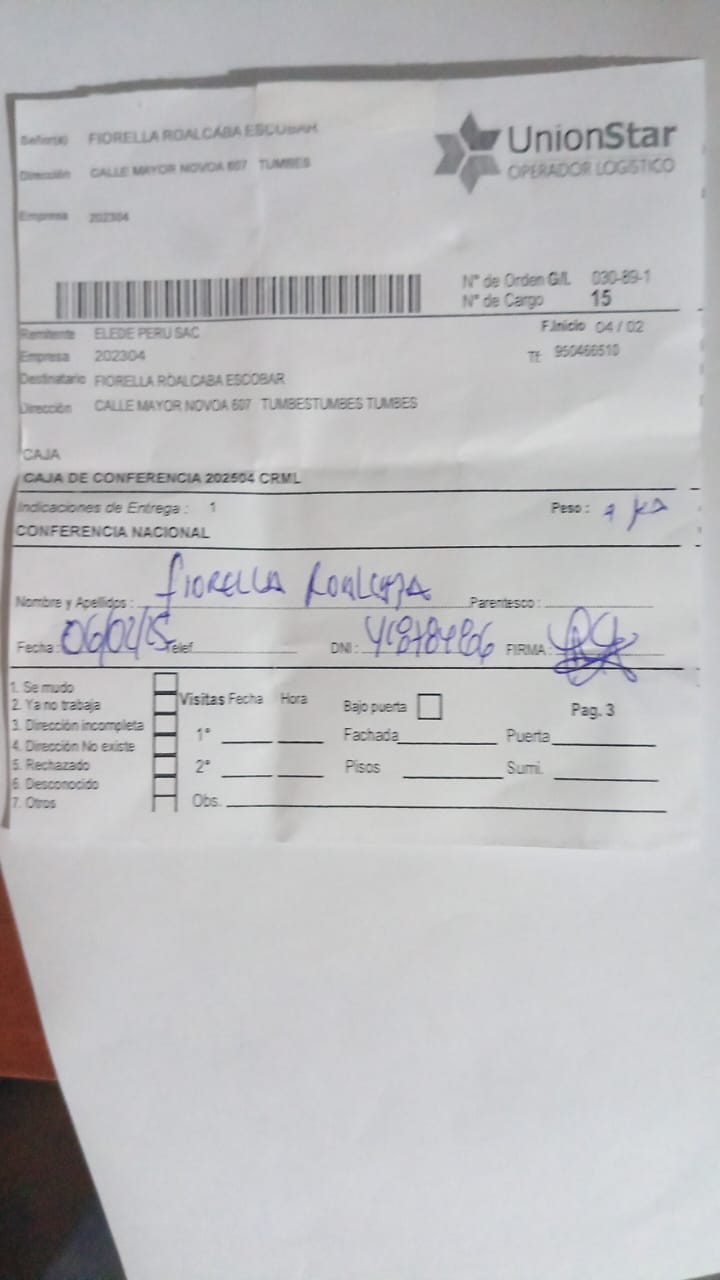 Señor(a) FIORELLA ROALCABA ESCOBAR
Dirección CALLE MAYOR NOVOA 607 TUMBES
Empresa 202304
UnionStar
OPERADOR LOGÍSTICO
N° de Orden G/L 030-89-1
N° de Cargo 15
Remitente ELEDE PERU SAC
F.Inicio 04 / 02
Empresa 202304
Tf: 950466510
Destinatario FIORELLA ROALCABA ESCOBAR
Dirección CALLE MAYOR NOVOA 607 TUMBESTUMBES TUMBES
CAJA
CAJA DE CONFERENCIA 202504 CRML
Indicaciones de Entrega : 1 Peso :
CONFERENCIA NACIONAL
Nombre y Apellidos : FIORELLA Parentesco :
Fecha : 06/02/25 Telef DNI : FIRMA :
1. Se mudo
2. Ya no trabaja
3. Dirección incompleta
4. Dirección No existe
5. Rechazado
6. Desconocido
7. Otros
Visitas Fecha Hora Bajo puerta Pag. 3
1° Fachada Puerta
2° Pisos Sumi.
Obs.